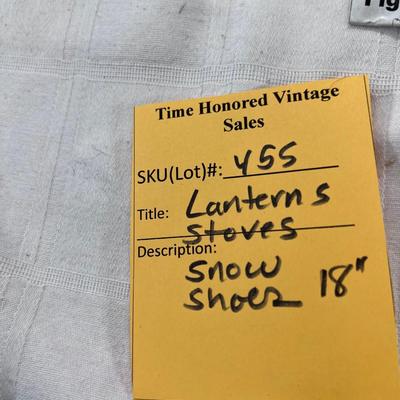 Time Honored Vintage
Sales
SKU(Lot)#: 455
Title: Lanterns
Stoves
Description:
Snow
Shoes 18"